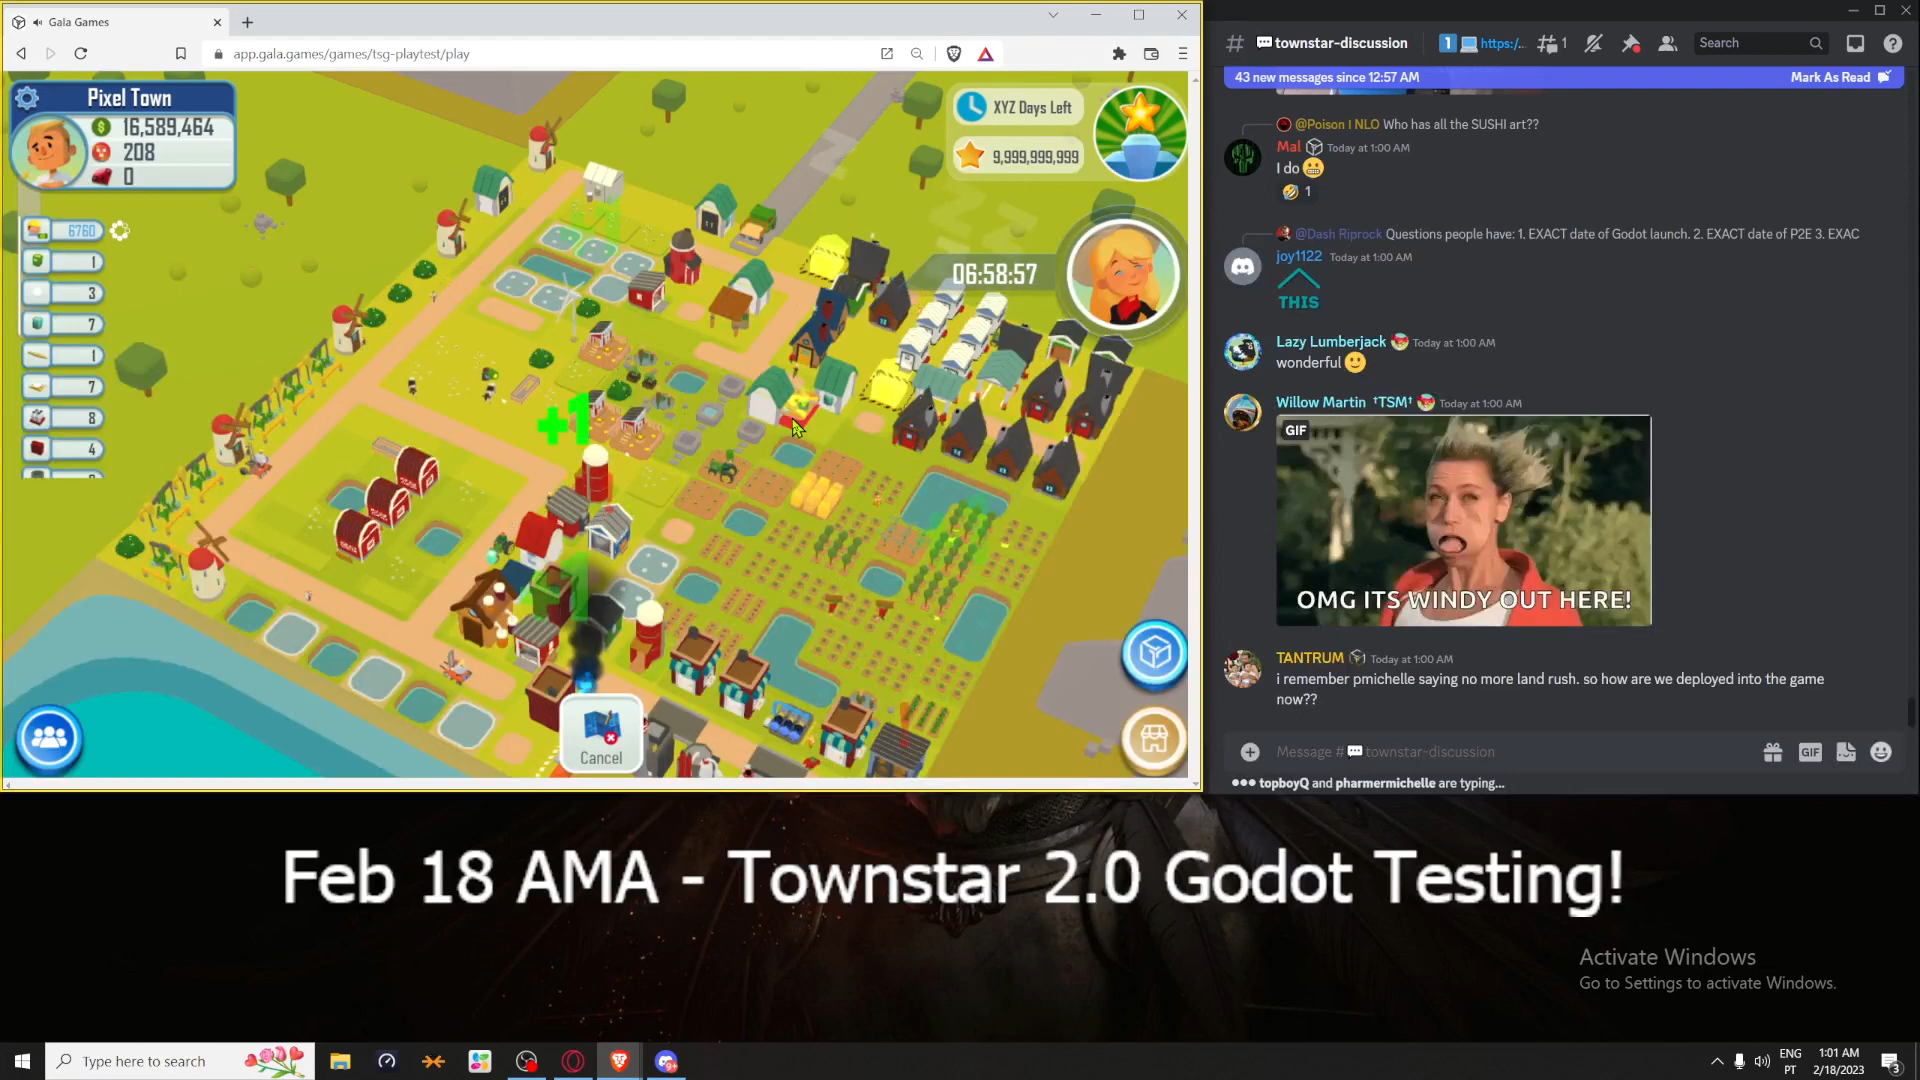 Gala Games
app.gala.games/games/tsg-playtest/play
Pixel Town
16,589,464
208
0
6760
1
3
7
1
7
8
4
XYZ Days Left
9,999,999,999
06:58:57
+1
Cancel
townstar-discussion
1
https:/...
1
Search
43 new messages since 12:57 AM
Mark As Read
@Poison I NLO Who has all the SUSHI art??
Mal Today at 1:00 AM
I do
1
@Dash Riprock Questions people have: 1. EXACT date of Godot launch. 2. EXACT date of P2E 3. EXAC
joy1122 Today at 1:00 AM
THIS
Lazy Lumberjack Today at 1:00 AM
wonderful
Willow Martin †TSM† Today at 1:00 AM
GIF
OMG ITS WINDY OUT HERE!
TANTRUM Today at 1:00 AM
i remember pmichelle saying no more land rush. so how are we deployed into the game
now??
Message # townstar-discussion
GIF
topboyQ and pharmermichelle are typing...
Feb 18 AMA - Townstar 2.0 Godot Testing!
Activate Windows
Go to Settings to activate Windows.
Type here to search
9+
ENG
PT
1:01 AM
2/18/2023
3